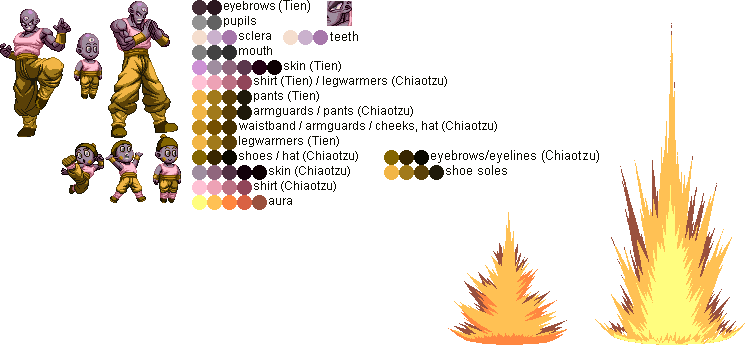 eyebrows (Tien)
pupils
sclera
teeth
mouth
skin (Tien)
shirt (Tien) / legwarmers (Chiaotzu)
pants (Tien)
armguards / pants (Chiaotzu)
waistband / armguards / cheeks, hat (Chiaotzu)
legwarmers (Tien)
shoes / hat (Chiaotzu)
eyebrows/eyelines (Chiaotzu)
skin (Chiaotzu)
shoe soles
shirt (Chiaotzu)
aura